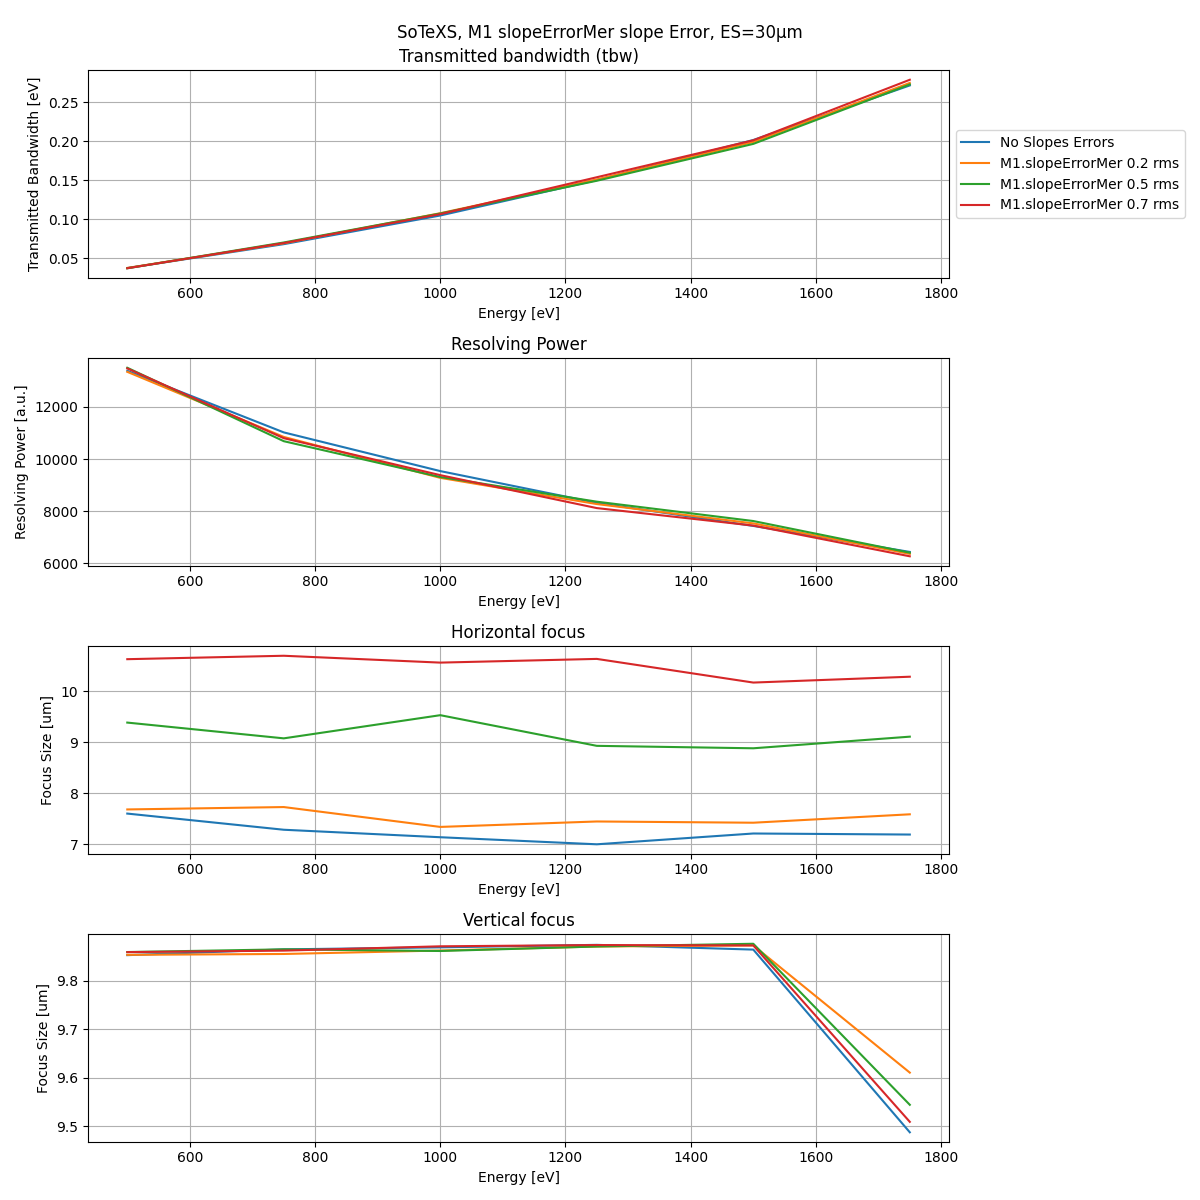 SoTeXS, M1 slopeErrorMer slope Error, ES=30µm
Transmitted bandwidth (tbw)
Transmitted Bandwidth [eV]
0.25
0.20
0.15
0.10
0.05
600 800 1000 1200 1400 1600 1800
Energy [eV]
No Slopes Errors
M1.slopeErrorMer 0.2 rms
M1.slopeErrorMer 0.5 rms
M1.slopeErrorMer 0.7 rms
Resolving Power
Resolving Power [a.u.]
12000
10000
8000
6000
600 800 1000 1200 1400 1600 1800
Energy [eV]
Horizontal focus
Focus Size [um]
10
9
8
7
600 800 1000 1200 1400 1600 1800
Energy [eV]
Vertical focus
Focus Size [um]
9.8
9.7
9.6
9.5
600 800 1000 1200 1400 1600 1800
Energy [eV]